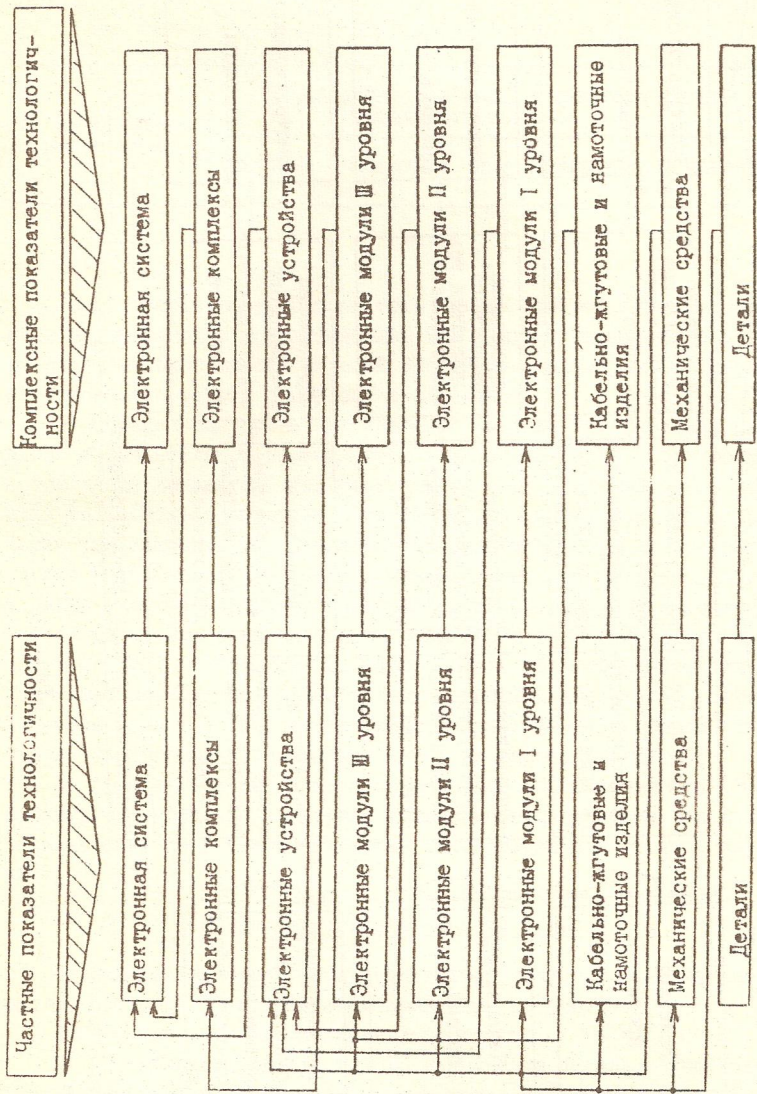 Частные показатели технологичности
Электронная система
Электронные комплексы
Электронные устройства
Электронные модули III уровня
Электронные модули II уровня
Электронные модули I уровня
Кабельно-жгутовые и
намоточные изделия
Механические средства
Детали
Комплексные показатели технологич-
ности
Электронная система
Электронные комплексы
Электронные устройства
Электронные модули III уровня
Электронные модули II уровня
Электронные модули I уровня
Кабельно-жгутовые и намоточные
изделия
Механические средства
Детали